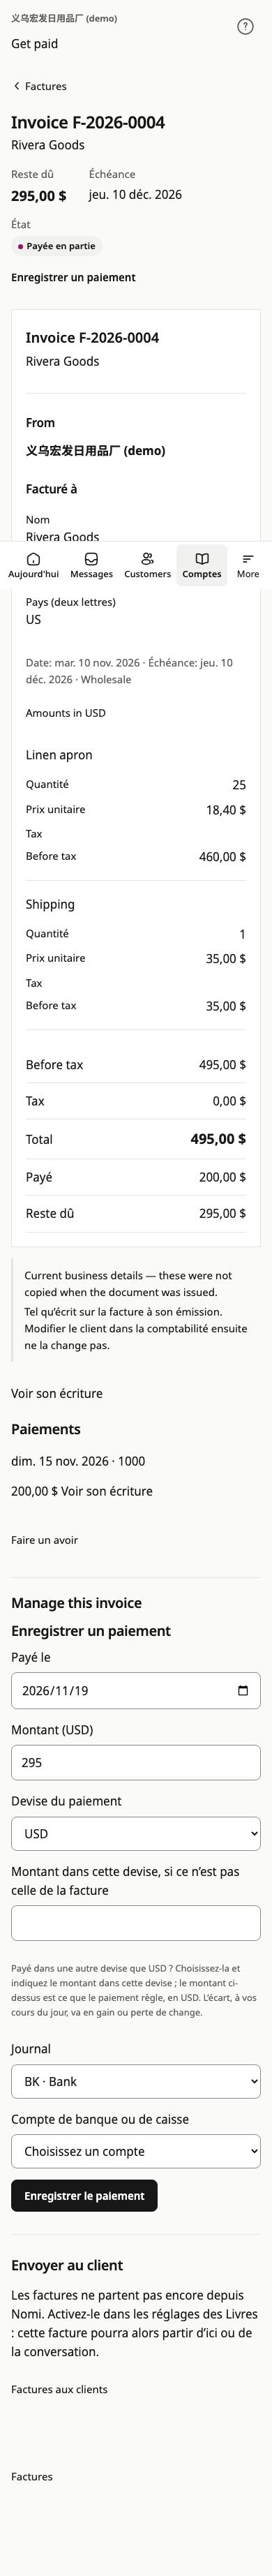 义乌宏发日用品厂 (demo)
Get paid
Factures
Invoice F-2026-0004
Rivera Goods
Reste dû
Échéance
295,00 $
jeu. 10 déc. 2026
État
Payée en partie
Enregistrer un paiement
Invoice F-2026-0004
Rivera Goods
From
义乌宏发日用品厂 (demo)
Facturé à
Nom
Rivera Goods
Aujourd'hui
Messages
Customers
Comptes
More
Pays (deux lettres)
US
Date: mar. 10 nov. 2026 · Échéance: jeu. 10
déc. 2026 · Wholesale
Amounts in USD
Linen apron
Quantité 25
Prix unitaire 18,40 $
Tax
Before tax 460,00 $
Shipping
Quantité 1
Prix unitaire 35,00 $
Tax
Before tax 35,00 $
Before tax 495,00 $
Tax 0,00 $
Total 495,00 $
Payé 200,00 $
Reste dû 295,00 $
Current business details — these were not
copied when the document was issued.
Tel qu’écrit sur la facture à son émission.
Modifier le client dans la comptabilité ensuite
ne la change pas.
Voir son écriture
Paiements
dim. 15 nov. 2026 · 1000
200,00 $ Voir son écriture
Faire un avoir
Manage this invoice
Enregistrer un paiement
Payé le
2026/11/19
Montant (USD)
295
Devise du paiement
USD
Montant dans cette devise, si ce n’est pas
celle de la facture
Payé dans une autre devise que USD ? Choisissez-la et
indiquez le montant dans cette devise ; le montant ci-
dessus est ce que le paiement règle, en USD. L’écart, à vos
cours du jour, va en gain ou perte de change.
Journal
BK · Bank
Compte de banque ou de caisse
Choisissez un compte
Enregistrer le paiement
Envoyer au client
Les factures ne partent pas encore depuis
Nomi. Activez-le dans les réglages des Livres
: cette facture pourra alors partir d’ici ou de
la conversation.
Factures aux clients
Factures